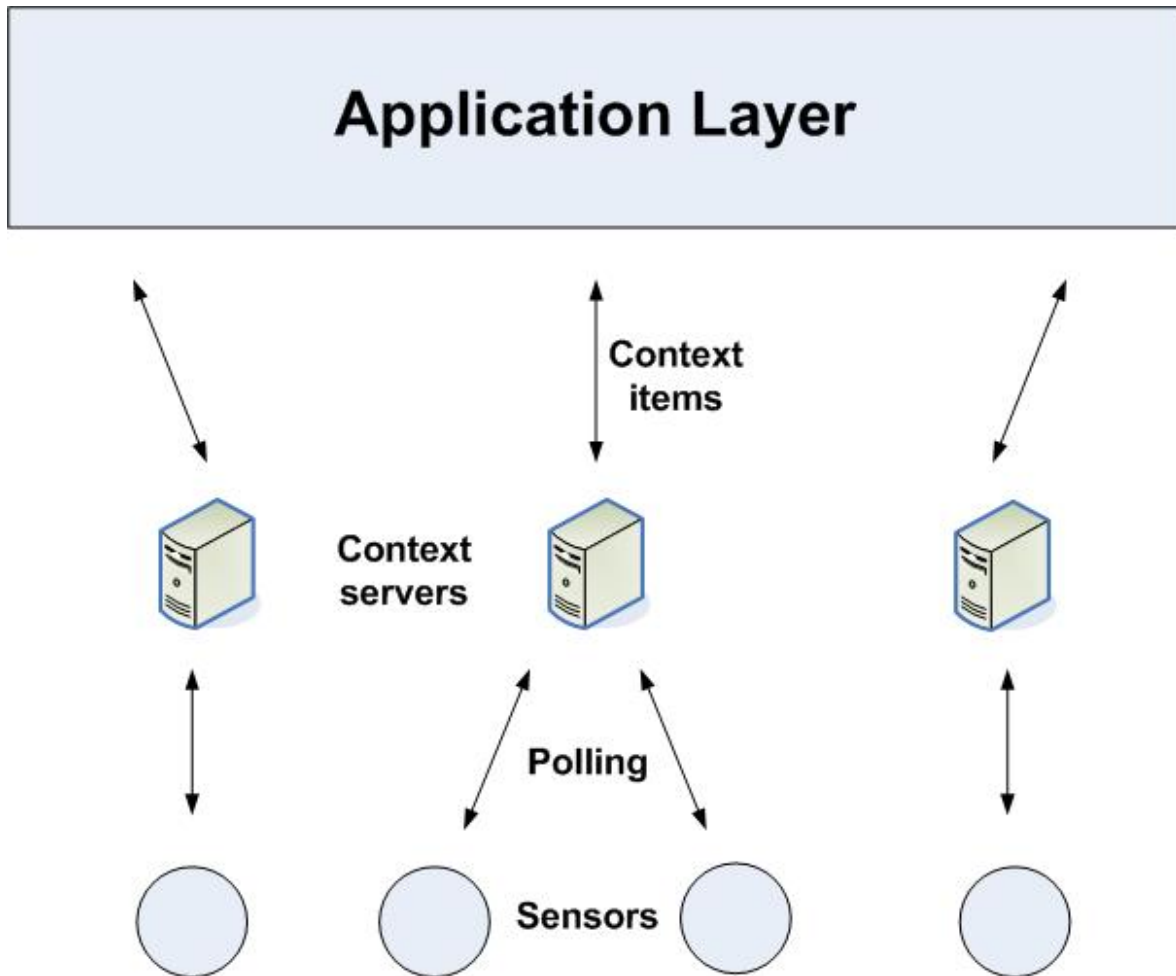 Application Layer
Context
items
Context
servers
Polling
Sensors